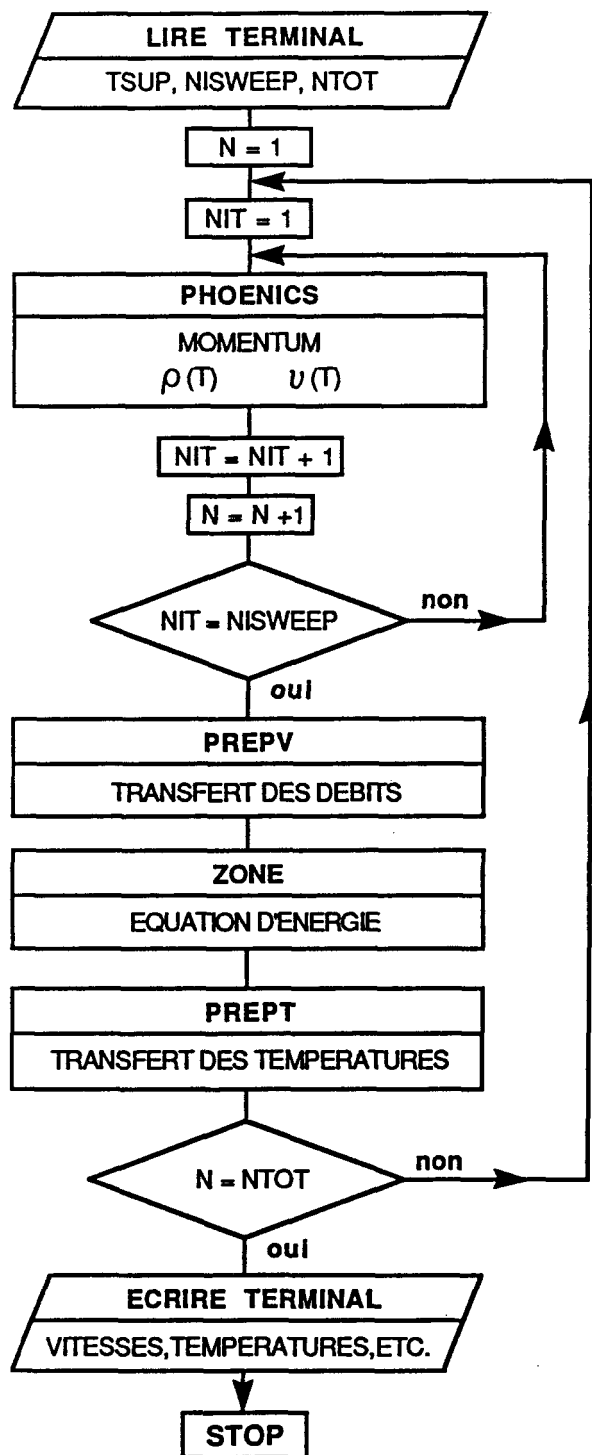 LIRE TERMINAL
TSUP, NISWEEP, NTOT
N = 1
NIT = 1
PHOENICS
MOMENTUM
ρ (T) υ (T)
NIT = NIT + 1
N = N +1
NIT = NISWEEP
non
oui
PREPV
TRANSFERT DES DEBITS
ZONE
EQUATION D'ENERGIE
PREPT
TRANSFERT DES TEMPERATURES
N = NTOT
non
oui
ECRIRE TERMINAL
VITESSES,TEMPERATURES,ETC.
STOP